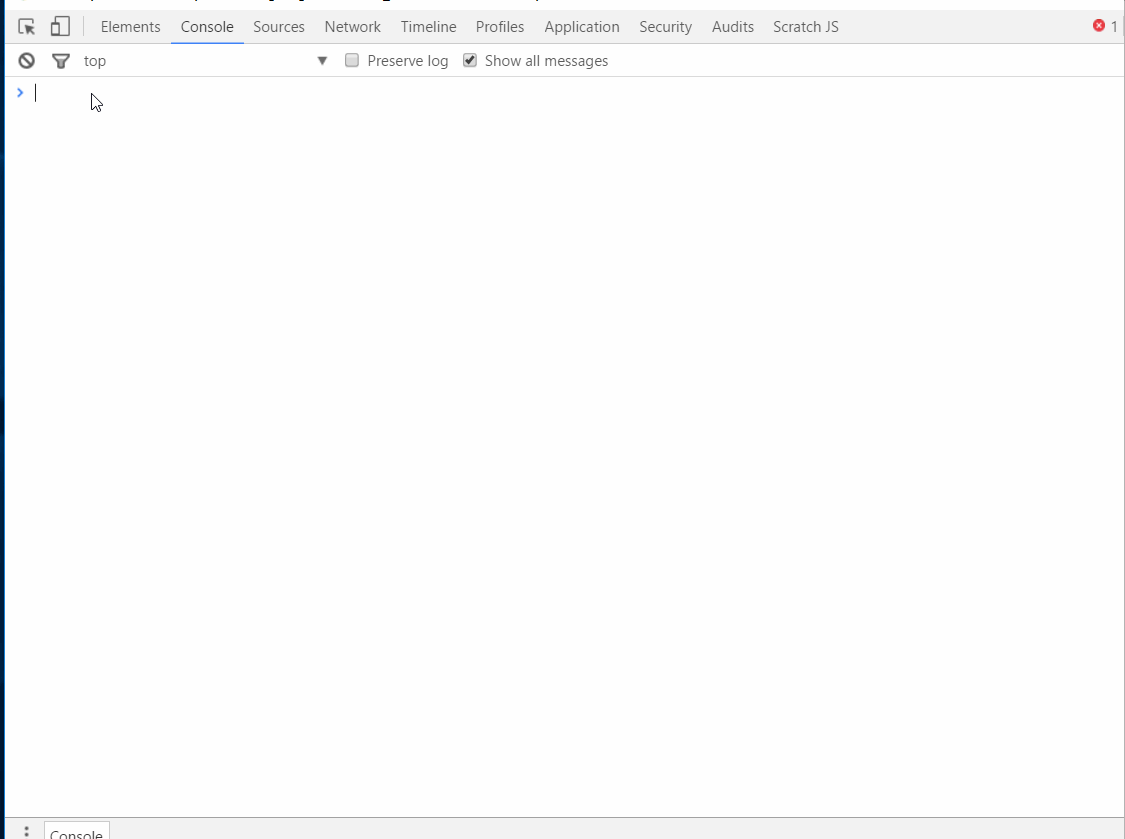 Elements Console Sources Network Timeline Profiles Application Security Audits Scratch JS 1
top Preserve log Show all messages
Console